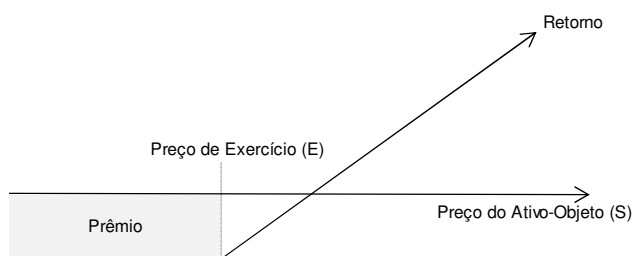 Retorno
Preço de Exercício (E)
Preço do Ativo-Objeto (S)
Prêmio